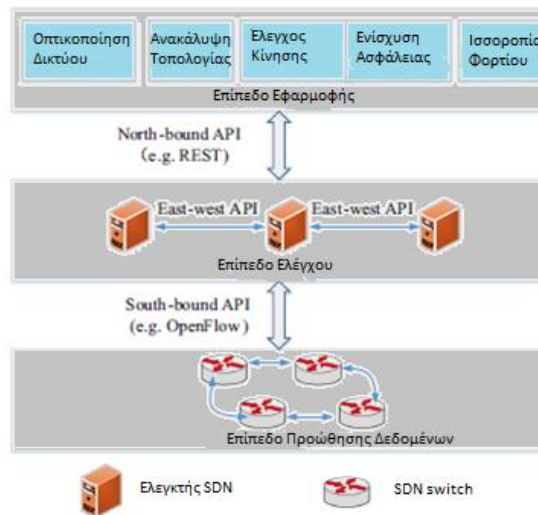 Οπτικοποίηση
Δικτύου
Ανακάλυψη
Τοπολογίας
Έλεγχος
Κίνησης
Ενίσχυση
Ασφάλειας
Ισσοροπία
Φορτίου
Επίπεδο Εφαρμοφής
North-bound API
(e.g. REST)
East-west API
East-west API
Επίπεδο Ελέγχου
South-bound API
(e.g. OpenFlow)
Επίπεδο Προώθησης Δεδομένων
Ελεγκτής SDN
SDN switch